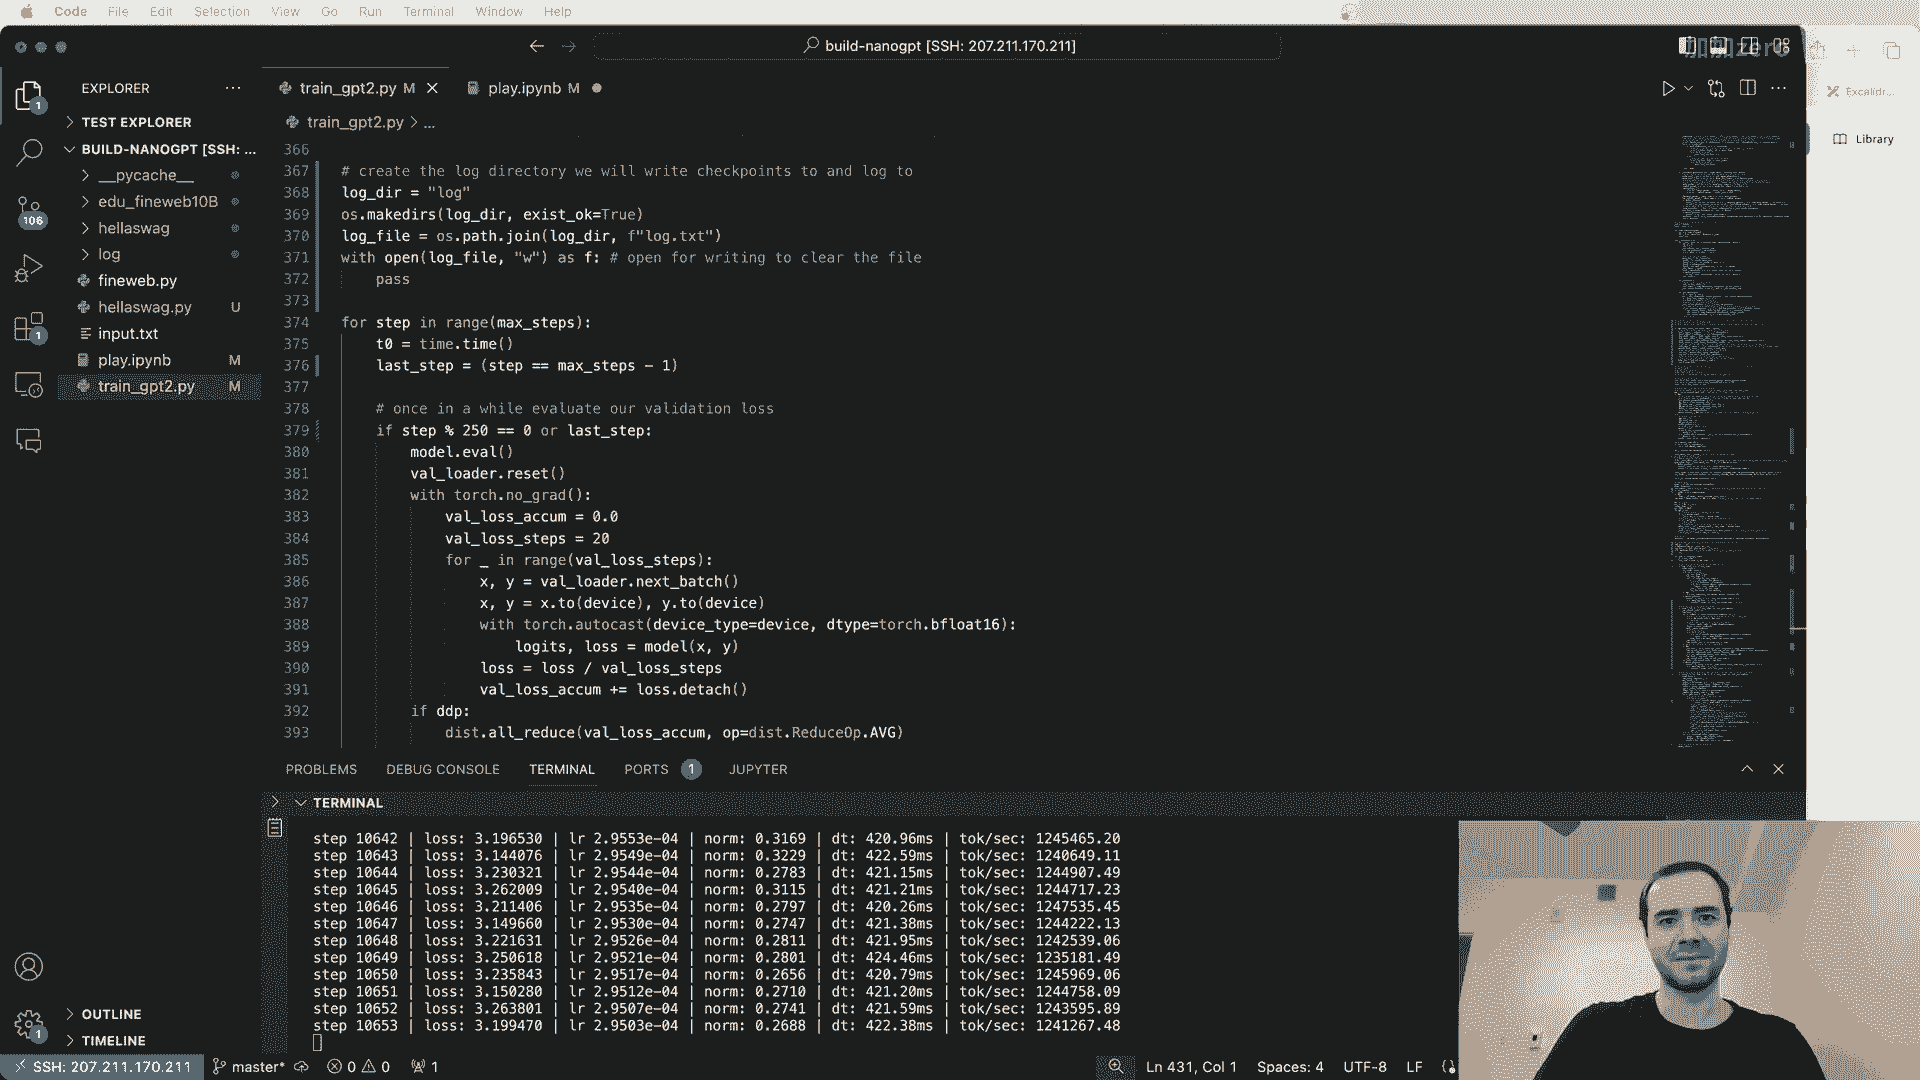 Code File Edit Selection View Go Run Terminal Window Help
build-nanogpt [SSH: 207.211.170.211]
加加zero
EXPLORER
train_gpt2.py M
play.ipynb M
Excalidr...
TEST EXPLORER
train_gpt2.py > ...
Library
BUILD-NANOGPT [SSH: ...
__pycache__
edu_fineweb10B
hellaswag
log
fineweb.py
hellaswag.py U
input.txt
play.ipynb M
train_gpt2.py M
1
106
1
366
367 # create the log directory we will write checkpoints to and log to
368 log_dir = "log"
369 os.makedirs(log_dir, exist_ok=True)
370 log_file = os.path.join(log_dir, f"log.txt")
371 with open(log_file, "w") as f: # open for writing to clear the file
372 pass
373
374 for step in range(max_steps):
375 t0 = time.time()
376 last_step = (step == max_steps - 1)
377
378 # once in a while evaluate our validation loss
379 if step % 250 == 0 or last_step:
380 model.eval()
381 val_loader.reset()
382 with torch.no_grad():
383 val_loss_accum = 0.0
384 val_loss_steps = 20
385 for _ in range(val_loss_steps):
386 x, y = val_loader.next_batch()
387 x, y = x.to(device), y.to(device)
388 with torch.autocast(device_type=device, dtype=torch.bfloat16):
389 logits, loss = model(x, y)
390 loss = loss / val_loss_steps
391 val_loss_accum += loss.detach()
392 if ddp:
393 dist.all_reduce(val_loss_accum, op=dist.ReduceOp.AVG)
PROBLEMS DEBUG CONSOLE TERMINAL PORTS 1 JUPYTER
TERMINAL
step 10642 | loss: 3.196530 | lr 2.9553e-04 | norm: 0.3169 | dt: 420.96ms | tok/sec: 1245465.20
step 10643 | loss: 3.144076 | lr 2.9549e-04 | norm: 0.3229 | dt: 422.59ms | tok/sec: 1240649.11
step 10644 | loss: 3.230321 | lr 2.9544e-04 | norm: 0.2783 | dt: 421.15ms | tok/sec: 1244907.49
step 10645 | loss: 3.262009 | lr 2.9540e-04 | norm: 0.3115 | dt: 421.21ms | tok/sec: 1244717.23
step 10646 | loss: 3.211406 | lr 2.9535e-04 | norm: 0.2797 | dt: 420.26ms | tok/sec: 1247535.45
step 10647 | loss: 3.149660 | lr 2.9530e-04 | norm: 0.2747 | dt: 421.38ms | tok/sec: 1244222.13
step 10648 | loss: 3.221631 | lr 2.9526e-04 | norm: 0.2811 | dt: 421.95ms | tok/sec: 1242539.06
step 10649 | loss: 3.250618 | lr 2.9521e-04 | norm: 0.2801 | dt: 424.46ms | tok/sec: 1235181.49
step 10650 | loss: 3.235843 | lr 2.9517e-04 | norm: 0.2656 | dt: 420.79ms | tok/sec: 1245969.06
step 10651 | loss: 3.150280 | lr 2.9512e-04 | norm: 0.2710 | dt: 421.20ms | tok/sec: 1244758.09
step 10652 | loss: 3.263801 | lr 2.9507e-04 | norm: 0.2741 | dt: 421.59ms | tok/sec: 1243595.89
step 10653 | loss: 3.199470 | lr 2.9503e-04 | norm: 0.2688 | dt: 422.38ms | tok/sec: 1241267.48
OUTLINE
1
TIMELINE
SSH: 207.211.170.211 master* 0 0 1 Ln 431, Col 1 Spaces: 4 UTF-8 LF